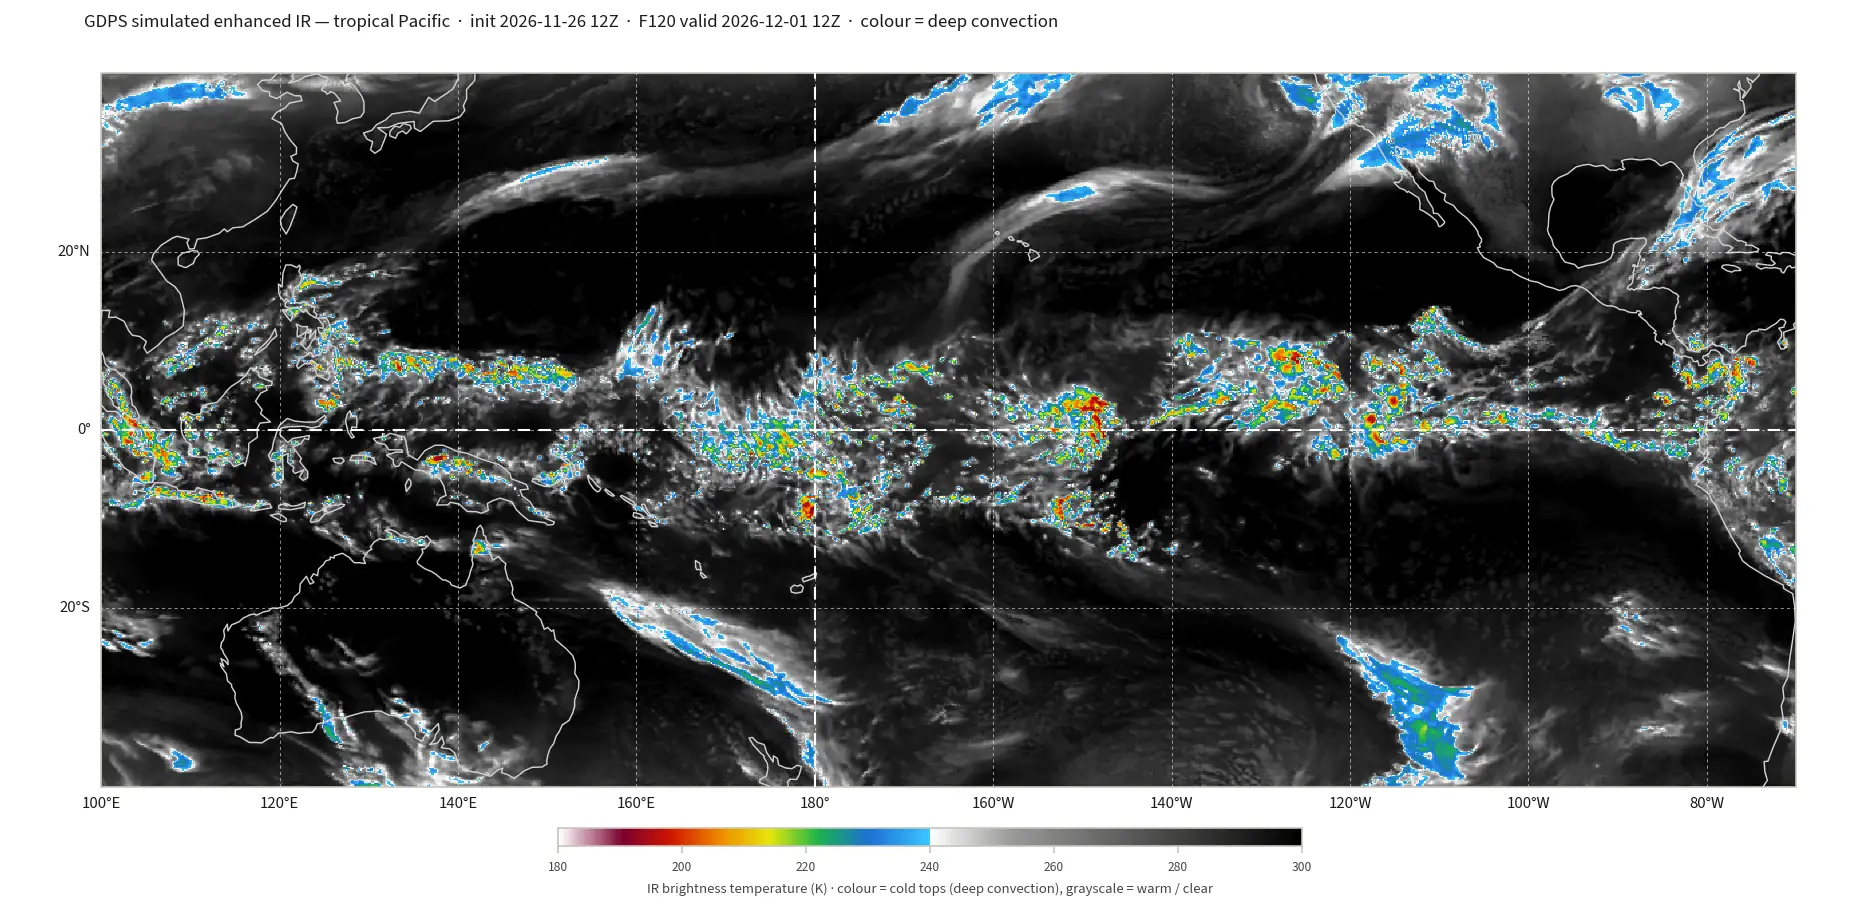 GDPS simulated enhanced IR — tropical Pacific · init 2026-11-26 12Z · F120 valid 2026-12-01 12Z · colour = deep convection
20°N
0°
20°S
100°E 120°E 140°E 160°E 180° 160°W 140°W 120°W 100°W 80°W
180 200 220 240 260 280 300
IR brightness temperature (K) · colour = cold tops (deep convection), grayscale = warm / clear